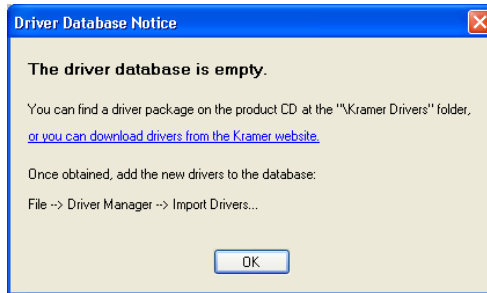 Driver Database Notice
The driver database is empty.
You can find a driver package on the product CD at the "\Kramer Drivers" folder,
or you can download drivers from the Kramer website.
Once obtained, add the new drivers to the database:
File --> Driver Manager --> Import Drivers...
OK